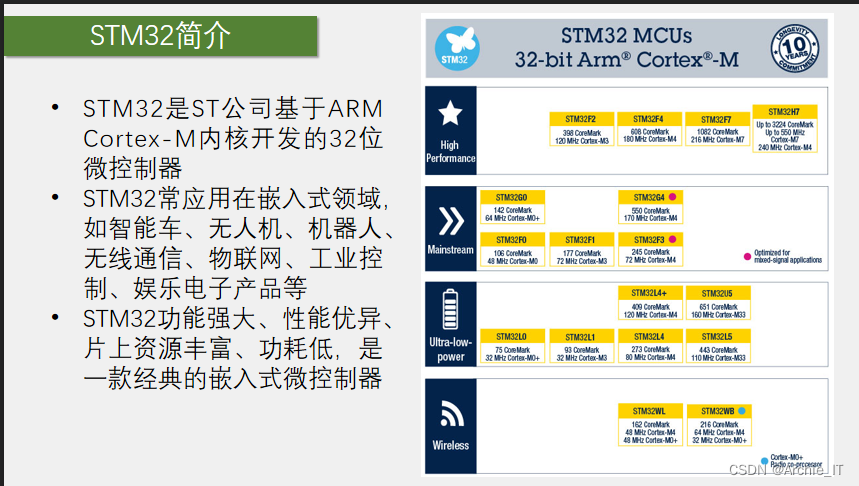 STM32简介
• STM32是ST公司基于ARM
Cortex-M内核开发的32位
微控制器
• STM32常应用在嵌入式领域，
如智能车、无人机、机器人、
无线通信、物联网、工业控
制、娱乐电子产品等
• STM32功能强大、性能优异、
片上资源丰富、功耗低，是
一款经典的嵌入式微控制器
STM32
STM32 MCUs
32-bit Arm® Cortex®-M
LONGEVITY
10
YEARS
COMMITMENT
High
Performance
STM32F2
398 CoreMark
120 MHz Cortex-M3
STM32F4
608 CoreMark
180 MHz Cortex-M4
STM32F7
1082 CoreMark
216 MHz Cortex-M7
STM32H7
Up to 3224 CoreMark
Up to 550 MHz
Cortex-M7
240 MHz Cortex-M4
Mainstream
STM32G0
142 CoreMark
64 MHz Cortex-M0+
STM32G4
550 CoreMark
170 MHz Cortex-M4
STM32F0
106 CoreMark
48 MHz Cortex-M0
STM32F1
177 CoreMark
72 MHz Cortex-M3
STM32F3
245 CoreMark
72 MHz Cortex-M4
Optimized for
mixed-signal applications
Ultra-low-
power
STM32L4+
409 CoreMark
120 MHz Cortex-M4
STM32U5
651 CoreMark
160 MHz Cortex-M33
STM32L0
75 CoreMark
32 MHz Cortex-M0+
STM32L1
93 CoreMark
32 MHz Cortex-M3
STM32L4
273 CoreMark
80 MHz Cortex-M4
STM32L5
443 CoreMark
110 MHz Cortex-M33
Wireless
STM32WL
162 CoreMark
48 MHz Cortex-M4
48 MHz Cortex-M0+
STM32WB
216 CoreMark
64 MHz Cortex-M4
32 MHz Cortex-M0+
Cortex-M0+
Radio co-processor
CSDN @Archie_IT